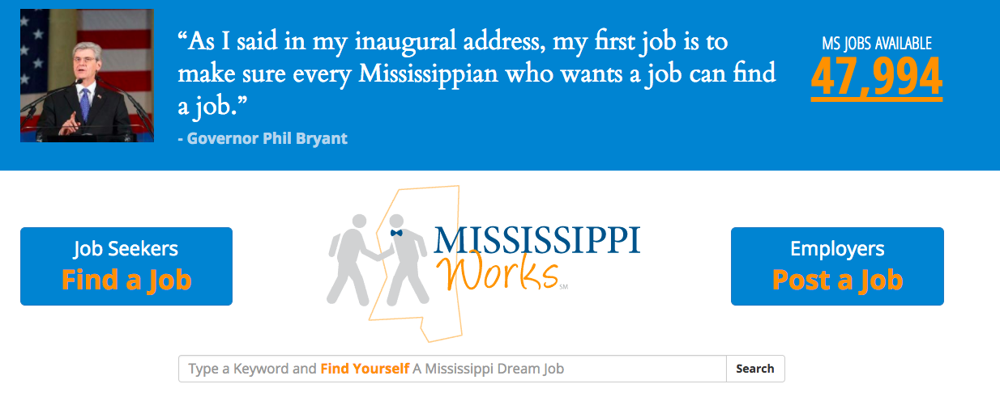 “As I said in my inaugural address, my first job is to
make sure every Mississippian who wants a job can find
a job.”
- Governor Phil Bryant
MS JOBS AVAILABLE
47,994
Job Seekers
Find a Job
MISSISSIPPI
Works SM
Employers
Post a Job
Type a Keyword and Find Yourself A Mississippi Dream Job
Search